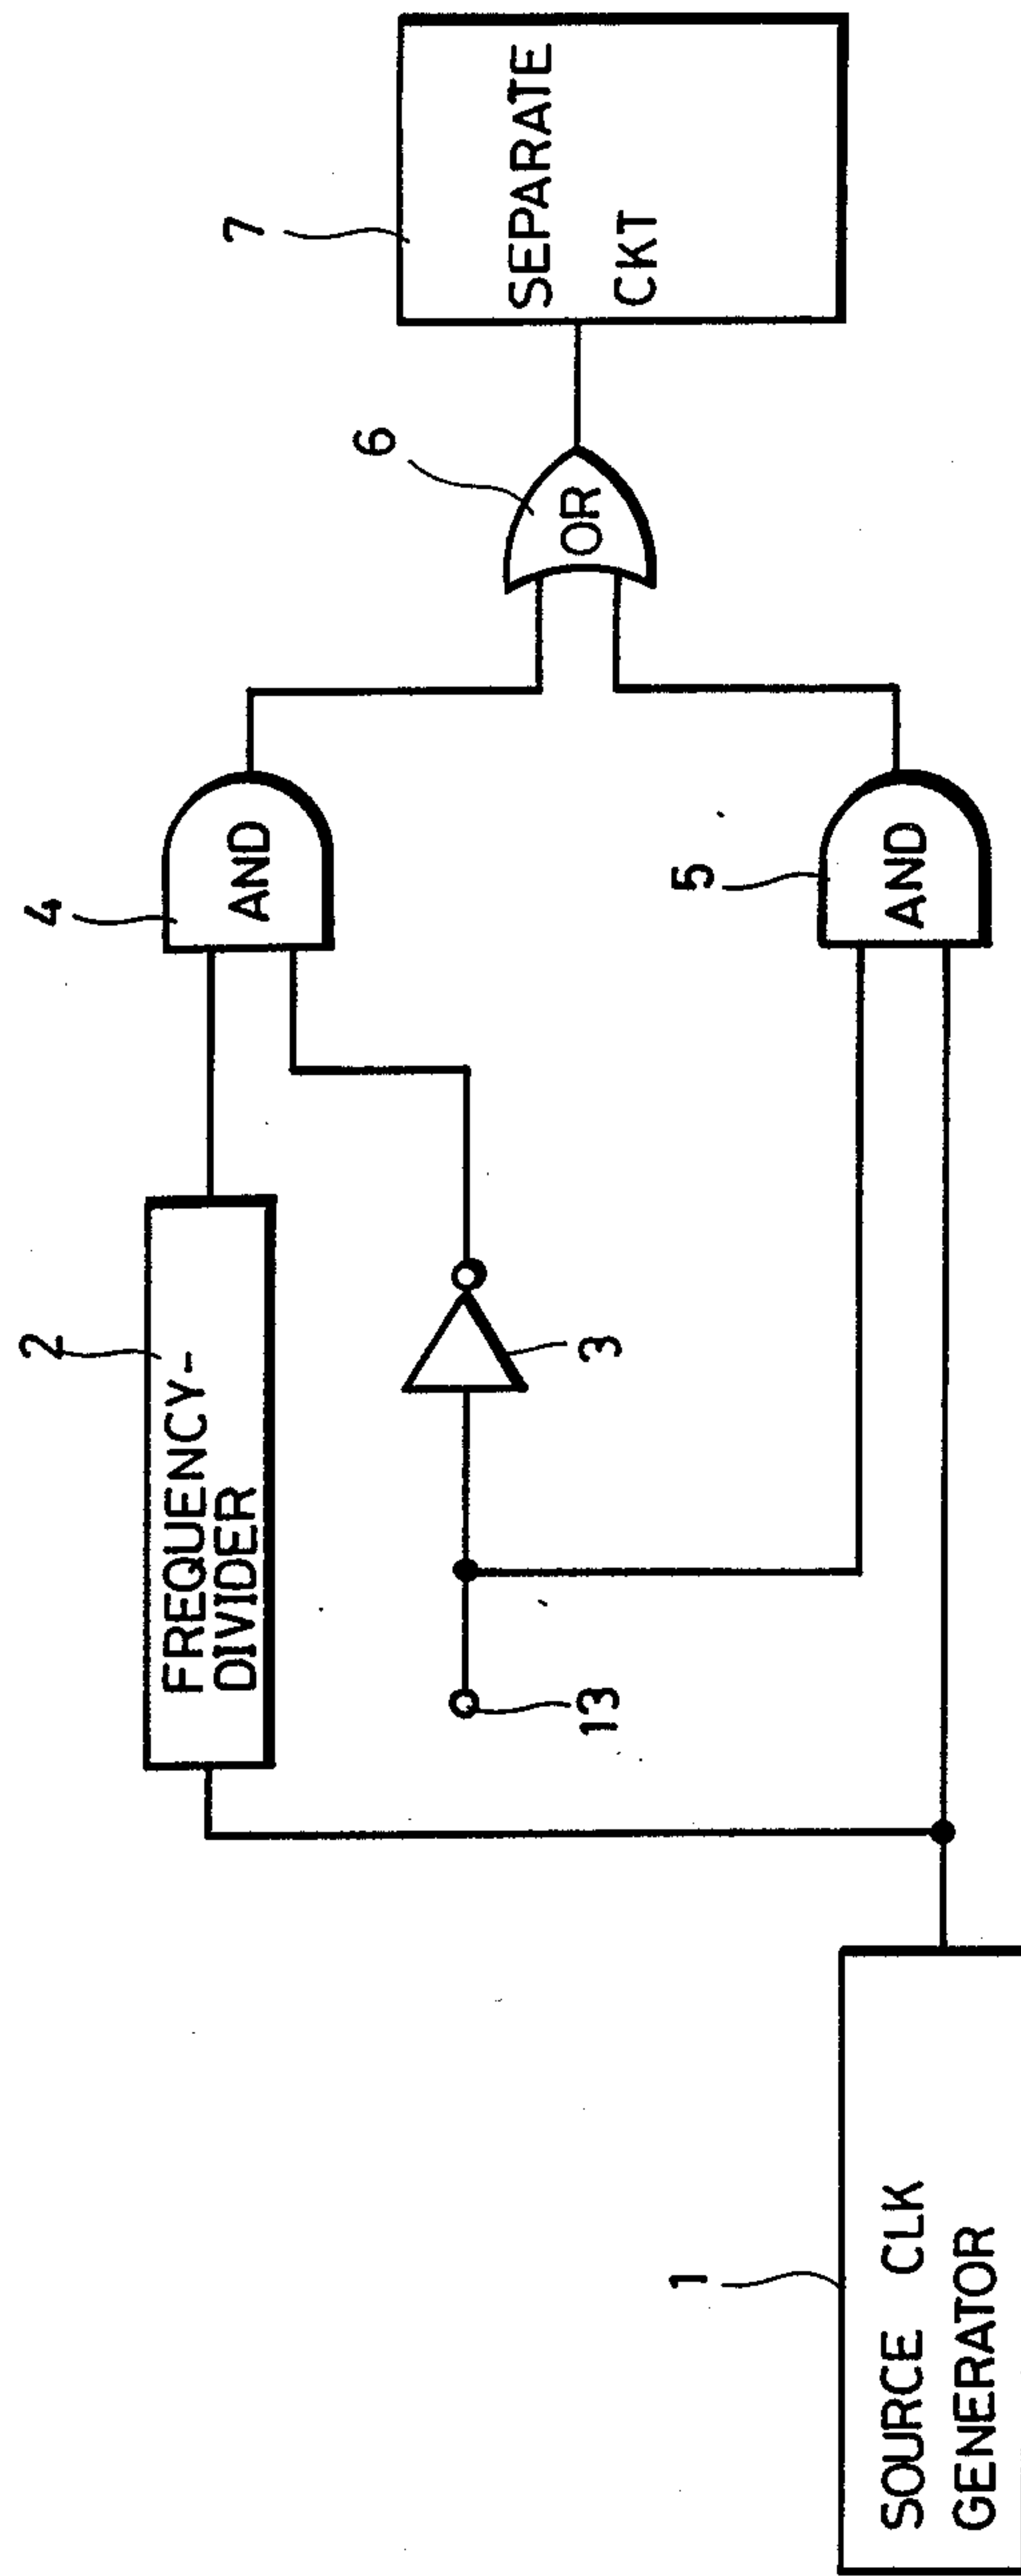 1
SOURCE CLK
GENERATOR
2
FREQUENCY-
DIVIDER
13
3
4
AND
5
AND
6
OR
7
SEPARATE
CKT